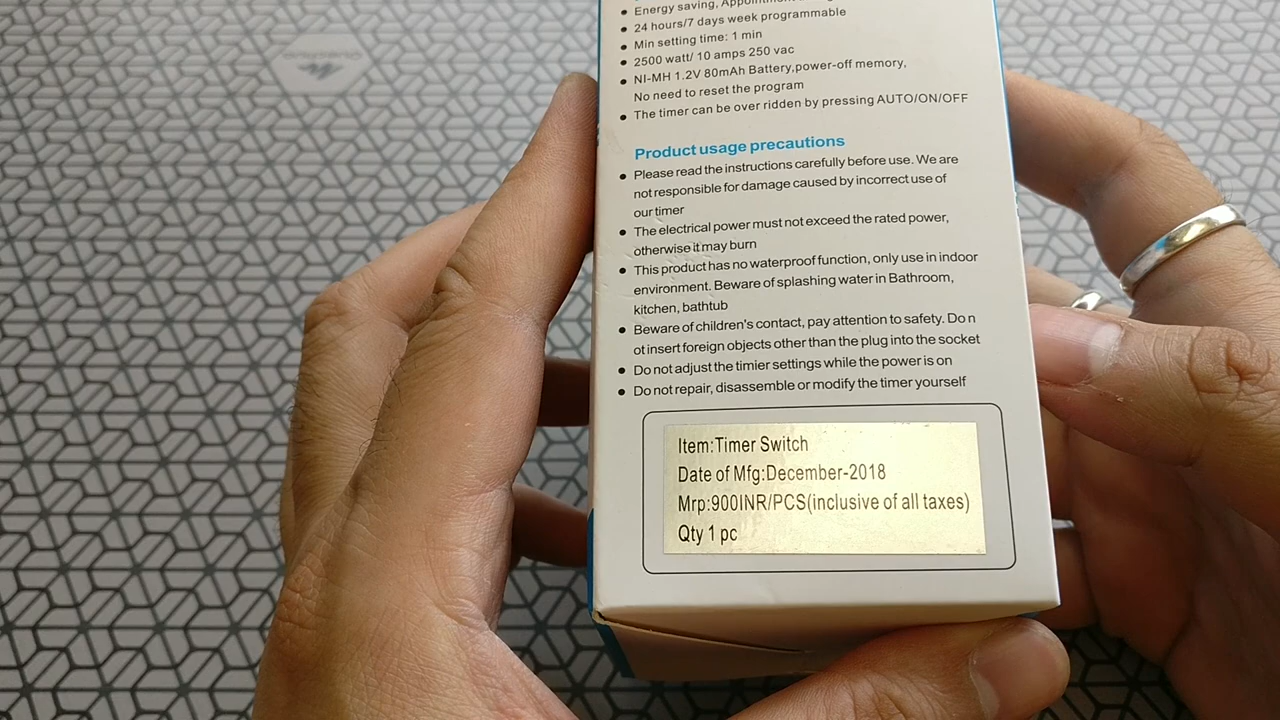 Energy saving, Appointment
24 hours/7 days week programmable
Min setting time: 1 min
2500 watt/ 10 amps 250 vac
NI-MH 1.2V 80mAh Battery,power-off memory,
No need to reset the program
The timer can be over ridden by pressing AUTO/ON/OFF
Product usage precautions
Please read the instructions carefully before use. We are
not responsible for damage caused by incorrect use of
our timer
The electrical power must not exceed the rated power,
otherwise it may burn
This product has no waterproof function, only use in indoor
environment. Beware of splashing water in Bathroom,
kitchen, bathtub
Beware of children's contact, pay attention to safety. Do n
ot insert foreign objects other than the plug into the socket
Do not adjust the timier settings while the power is on
Do not repair, disassemble or modify the timer yourself
Item:Timer Switch
Date of Mfg:December-2018
Mrp:900INR/PCS(inclusive of all taxes)
Qty 1 pc